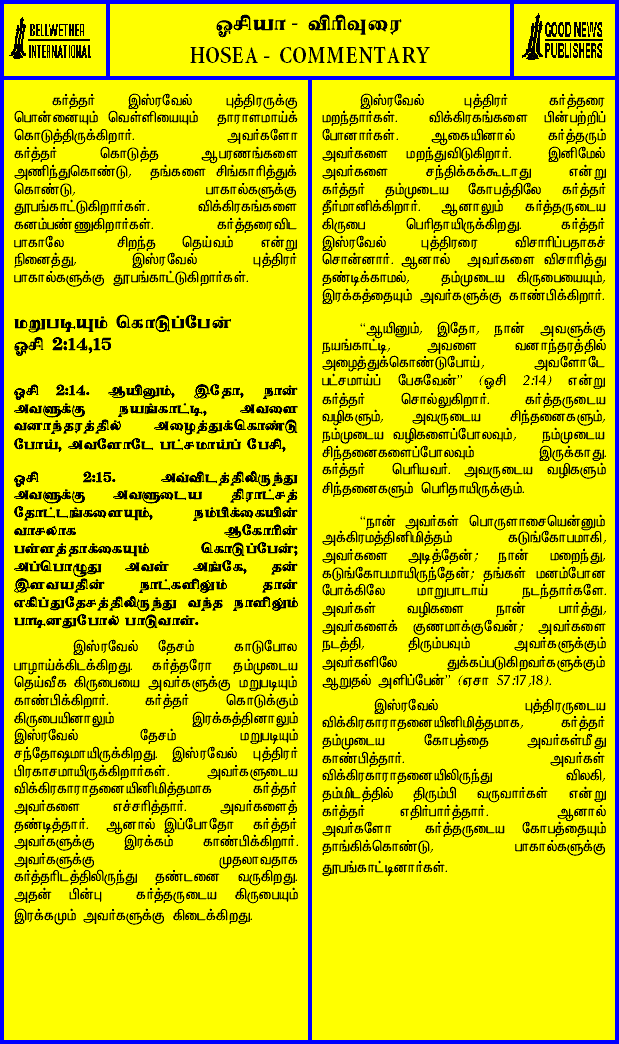 BELLWETHER
INTERNATIONAL
ஓசியா - விரிவுரை
HOSEA - COMMENTARY
GOOD NEWS
PUBLISHERS
கர்த்தர் இஸ்ரவேல் புத்திரருக்கு
பொன்னையும் வெள்ளியையும் தாராளமாய்க்
கொடுத்திருக்கிறார். அவர்களோ
கர்த்தர் கொடுத்த ஆபரணங்களை
அணிந்துகொண்டு, தங்களை சிங்காரித்துக்
கொண்டு, பாகால்களுக்கு
தூபங்காட்டுகிறார்கள். விக்கிரகங்களை
கனம்பண்ணுகிறார்கள். கர்த்தரைவிட
பாகாலே சிறந்த தெய்வம் என்று
நினைத்து, இஸ்ரவேல் புத்திரர்
பாகால்களுக்கு தூபங்காட்டுகிறார்கள்.
மறுபடியும் கொடுப்பேன்
ஓசி 2:14,15
ஓசி 2:14. ஆயினும், இதோ, நான்
அவளுக்கு நயங்காட்டி, அவளை
வனாந்தரத்தில் அழைத்துக்கொண்டு
போய், அவளோடே பட்சமாய்ப் பேசி,
ஓசி 2:15. அவ்விடத்திலிருந்து
அவளுக்கு அவளுடைய திராட்சத்
தோட்டங்களையும், நம்பிக்கையின்
வாசலாக ஆகோரின்
பள்ளத்தாக்கையும் கொடுப்பேன்;
அப்பொழுது அவள் அங்கே, தன்
இளவயதின் நாட்களிலும் தான்
எகிப்துதேசத்திலிருந்து வந்த நாளிலும்
பாடினதுபோல் பாடுவாள்.
இஸ்ரவேல் தேசம் காடுபோல
பாழாய்க்கிடக்கிறது. கர்த்தரோ தம்முடைய
தெய்வீக கிருபையை அவர்களுக்கு மறுபடியும்
காண்பிக்கிறார். கர்த்தர் கொடுக்கும்
கிருபையினாலும் இரக்கத்தினாலும்
இஸ்ரவேல் தேசம் மறுபடியும்
சந்தோஷமாயிருக்கிறது. இஸ்ரவேல் புத்திரர்
பிரகாசமாயிருக்கிறார்கள். அவர்களுடைய
விக்கிரகாராதனையினிமித்தமாக கர்த்தர்
அவர்களை எச்சரித்தார். அவர்களைத்
தண்டித்தார். ஆனால் இப்போதோ கர்த்தர்
அவர்களுக்கு இரக்கம் காண்பிக்கிறார்.
அவர்களுக்கு முதலாவதாக
கர்த்தரிடத்திலிருந்து தண்டனை வருகிறது.
அதன் பின்பு கர்த்தருடைய கிருபையும்
இரக்கமும் அவர்களுக்கு கிடைக்கிறது.
இஸ்ரவேல் புத்திரர் கர்த்தரை
மறந்தார்கள். விக்கிரகங்களை பின்பற்றிப்
போனார்கள். ஆகையினால் கர்த்தரும்
அவர்களை மறந்துவிடுகிறார். இனிமேல்
அவர்களை சந்திக்கக்கூடாது என்று
கர்த்தர் தம்முடைய கோபத்திலே கர்த்தர்
தீர்மானிக்கிறார். ஆனாலும் கர்த்தருடைய
கிருபை பெரிதாயிருக்கிறது. கர்த்தர்
இஸ்ரவேல் புத்திரரை விசாரிப்பதாகச்
சொன்னார். ஆனால் அவர்களை விசாரித்து
தண்டிக்காமல், தம்முடைய கிருபையையும்,
இரக்கத்தையும் அவர்களுக்கு காண்பிக்கிறார்.
“ஆயினும், இதோ, நான் அவளுக்கு
நயங்காட்டி, அவளை வனாந்தரத்தில்
அழைத்துக்கொண்டுபோய், அவளோடே
பட்சமாய்ப் பேசுவேன்” (ஓசி 2:14) என்று
கர்த்தர் சொல்லுகிறார். கர்த்தருடைய
வழிகளும், அவருடைய சிந்தனைகளும்,
நம்முடைய வழிகளைப்போலவும், நம்முடைய
சிந்தனைகளைப்போலவும் இருக்காது.
கர்த்தர் பெரியவர். அவருடைய வழிகளும்
சிந்தனைகளும் பெரிதாயிருக்கும்.
“நான் அவர்கள் பொருளாசையென்னும்
அக்கிரமத்தினிமித்தம் கடுங்கோபமாகி,
அவர்களை அடித்தேன்; நான் மறைந்து,
கடுங்கோபமாயிருந்தேன்; தங்கள் மனம்போன
போக்கிலே மாறுபாடாய் நடந்தார்களே.
அவர்கள் வழிகளை நான் பார்த்து,
அவர்களைக் குணமாக்குவேன்; அவர்களை
நடத்தி, திரும்பவும் அவர்களுக்கும்
அவர்களிலே துக்கப்படுகிறவர்களுக்கும்
ஆறுதல் அளிப்பேன்” (ஏசா 57:17,18).
இஸ்ரவேல் புத்திரருடைய
விக்கிரகாராதனையினிமித்தமாக, கர்த்தர்
தம்முடைய கோபத்தை அவர்கள்மீது
காண்பித்தார். அவர்கள்
விக்கிரகாராதனையிலிருந்து விலகி,
தம்மிடத்தில் திரும்பி வருவார்கள் என்று
கர்த்தர் எதிர்பார்த்தார். ஆனால்
அவர்களோ கர்த்தருடைய கோபத்தையும்
தாங்கிக்கொண்டு, பாகால்களுக்கு
தூபங்காட்டினார்கள்.